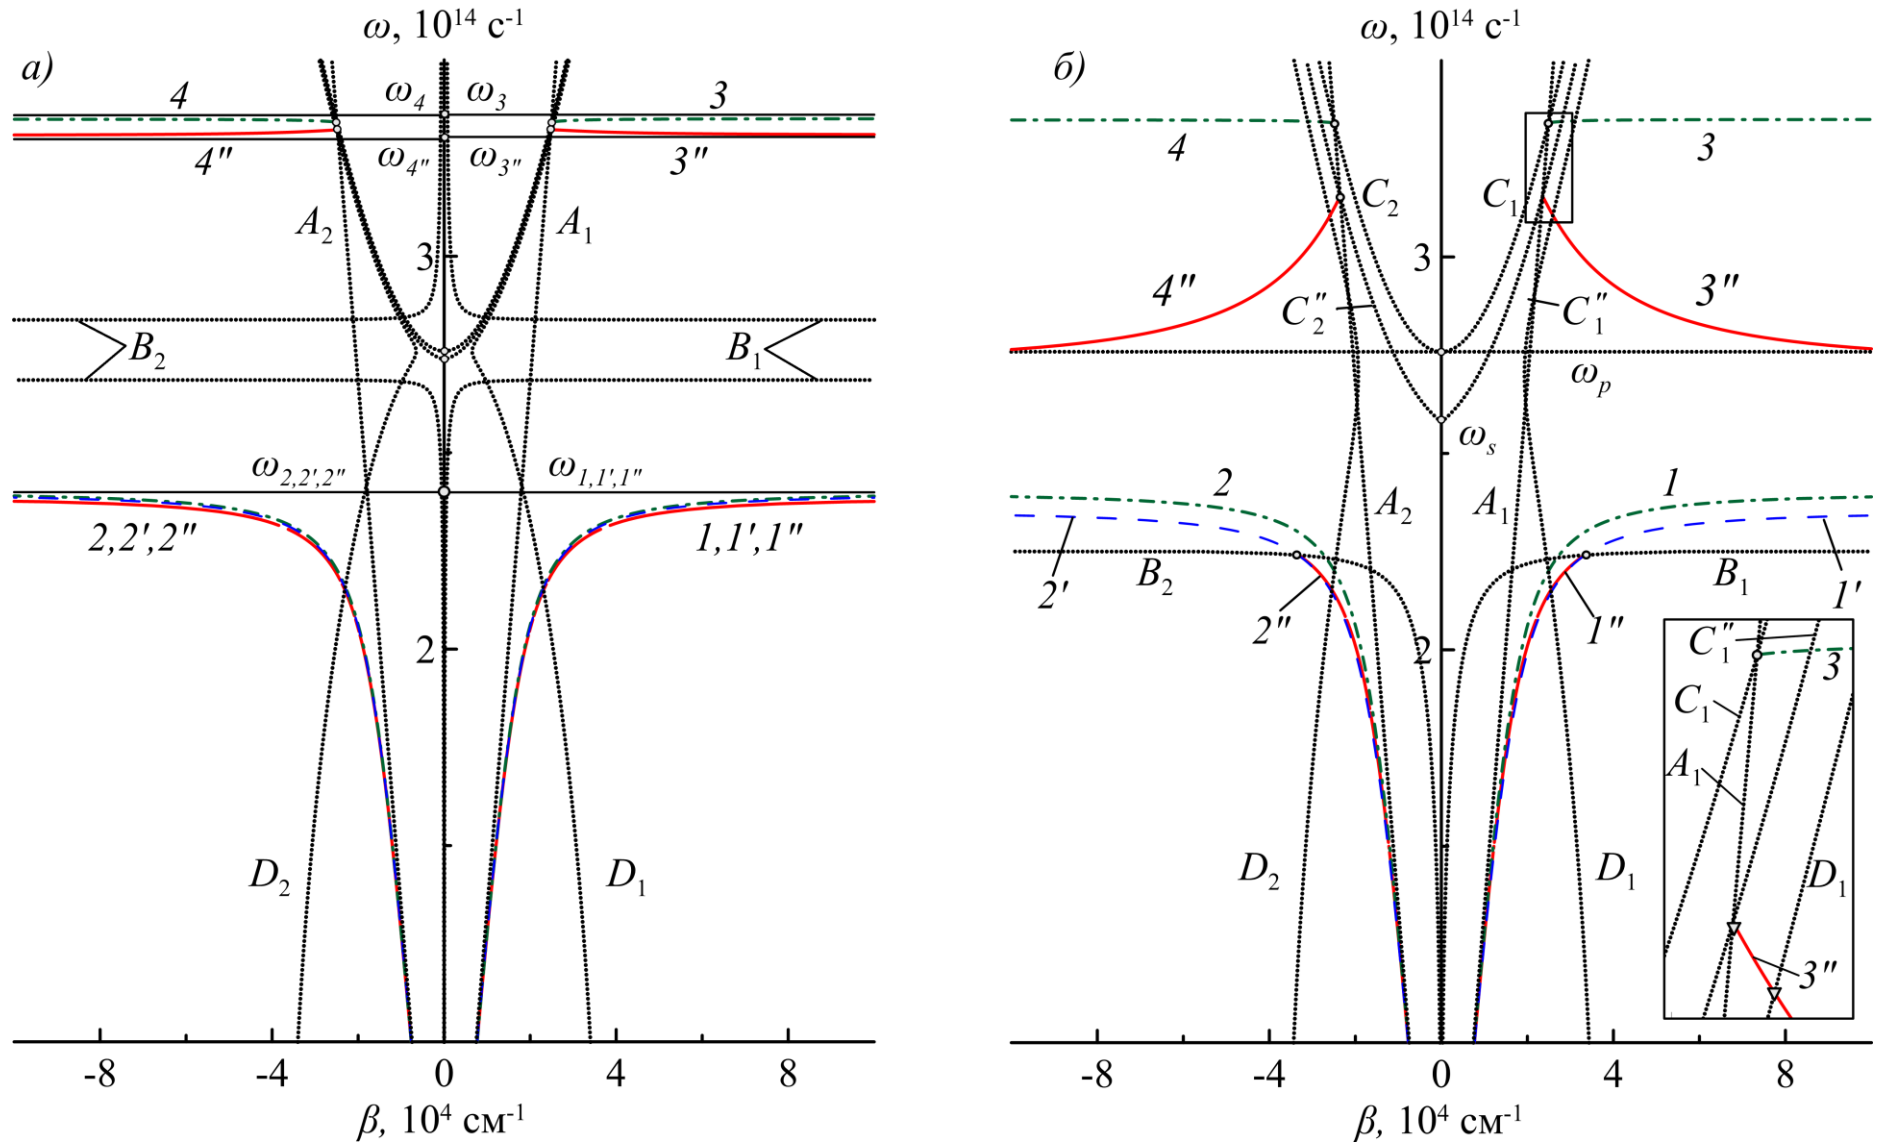 ω, 10¹⁴ с⁻¹
а)
4
ω₄
ω₃
3
4″
ω₄″
ω₃″
3″
A₂
A₁
3
B₂
B₁
ω₂,₂′,₂″
ω₁,₁′,₁″
2,2′,2″
1,1′,1″
2
D₂
D₁
-8
-4
0
4
8
β, 10⁴ см⁻¹
ω, 10¹⁴ с⁻¹
б)
4
3
C₂
C₁
3
4″
C₂″
C₁″
3″
ωₚ
ωₛ
2
A₂
A₁
1
2′
B₂
B₁
1′
2″
2
1″
D₂
D₁
C₁″
3
C₁
A₁
D₁
3″
-8
-4
0
4
8
β, 10⁴ см⁻¹